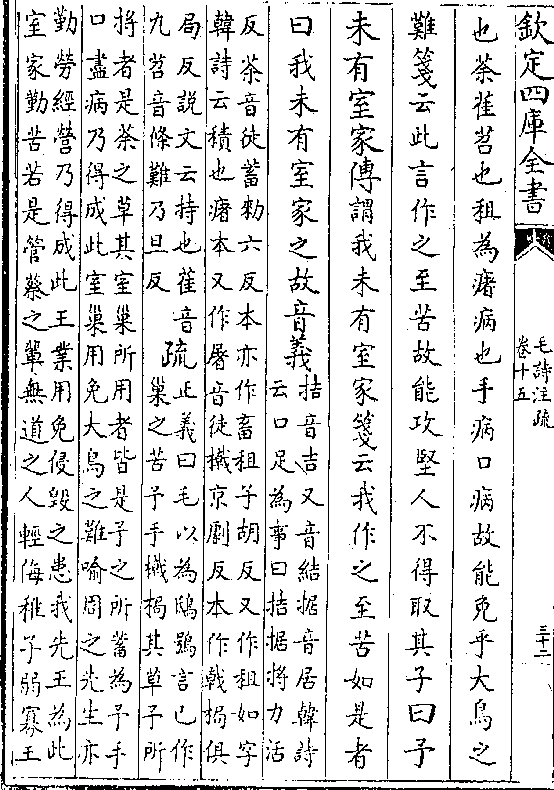 欽定四庫全書
毛詩注疏
卷十五
三十二
也荼萑苕也租為瘏病也手病口病故能免乎大鳥之
難箋云此言作之至苦故能攻堅人不得取其子曰予
未有室家傳謂我未有室家箋云我作之至苦如是者
曰我未有室家之故音義
拮音吉又音結据音居韓詩
云口足為事曰拮据捋力活
反荼音徒蓄勑六反本亦作畜租子胡反又作祖如字
韓詩云積也瘏本又作屠音徒撠京劇反本作戟挶俱
局反説文云持也萑音
九苕音條難乃旦反
疏
正義曰毛以為鴟鴞言已作
巢之苦予手撠挶其草予所
捋者是荼之草其室巢所用者皆是予之所蓄為予手
口盡病乃得成此室巢用免大鳥之難喻周之先生亦
勤勞經營乃得成此王業用免侵毀之患我先王為此
室家勤苦若是管蔡之輩無道之人輕侮稚子弱寡王